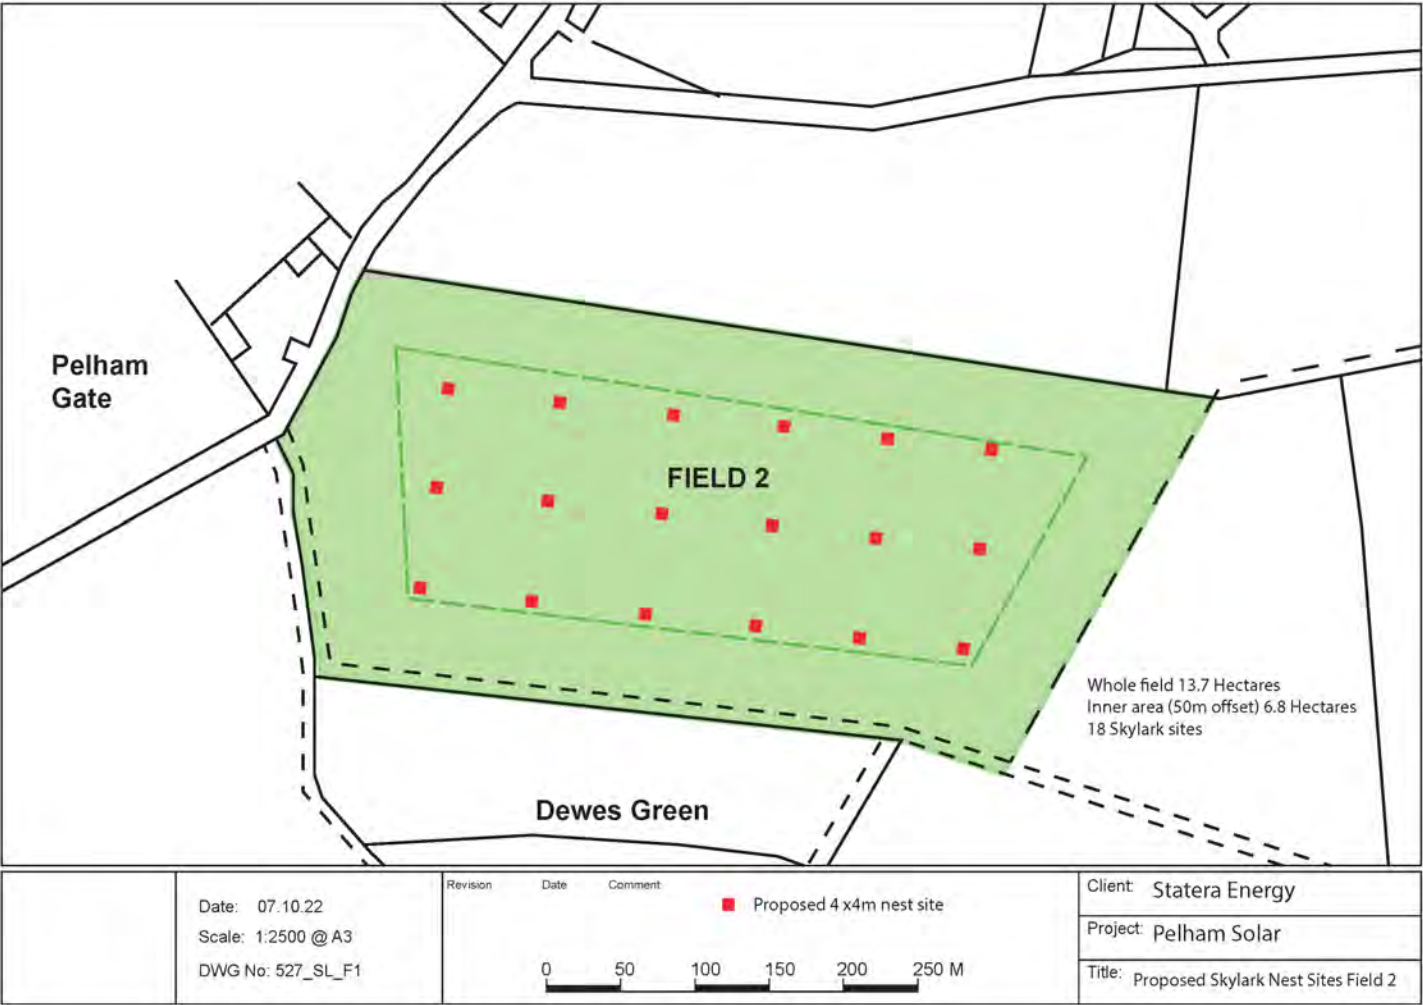 Pelham
Gate
FIELD 2
Whole field 13.7 Hectares
Inner area (50m offset) 6.8 Hectares
18 Skylark sites
Dewes Green
Date: 07.10.22
Scale: 1:2500 @ A3
DWG No: 527_SL_F1
Revision Date Comment
Proposed 4 x4m nest site
0 50 100 150 200 250 M
Client: Statera Energy
Project: Pelham Solar
Title: Proposed Skylark Nest Sites Field 2